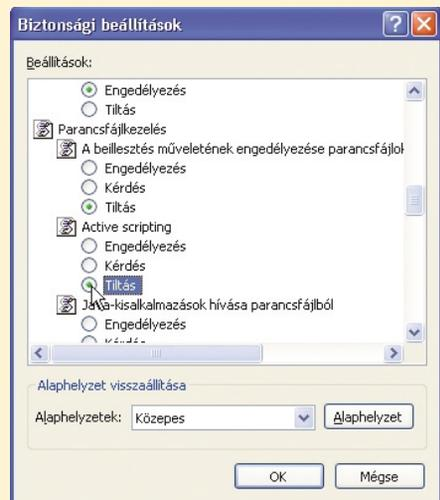 Biztonsági beállítások
Beállítások:
Engedélyezés
Tiltás
Parancsfájlkezelés
A beillesztés műveletének engedélyezése
Engedélyezés
Kérdés
Tiltás
Active scripting
Engedélyezés
Kérdés
Tiltás
Java-kisalkalmazások hívása parancsfájlból
Engedélyezés
Alaphelyzet visszaállítása
Alaphelyzetek: Közepes Alaphelyzet
OK Mégse